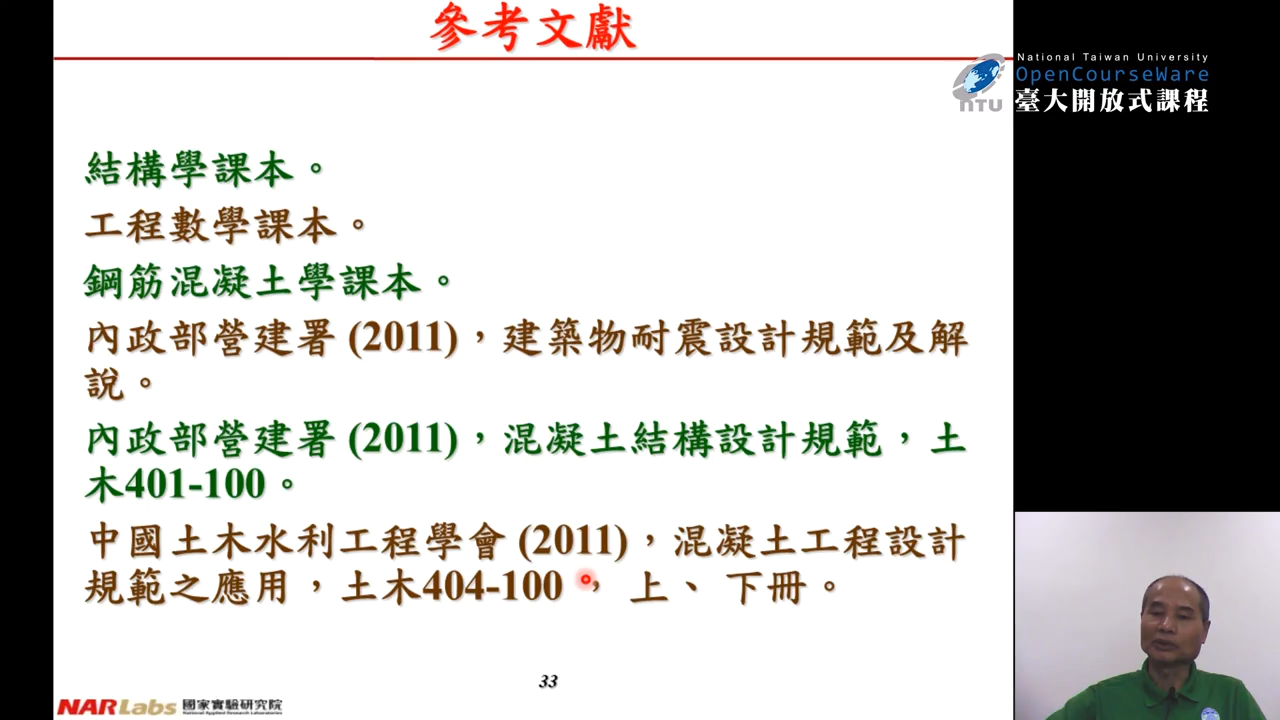 參考文獻
National Taiwan University
OpenCourseWare
NTU
臺大開放式課程
結構學課本。
工程數學課本。
鋼筋混凝土學課本。
內政部營建署 (2011)，建築物耐震設計規範及解
說。
內政部營建署 (2011)，混凝土結構設計規範，土
木401-100。
中國土木水利工程學會 (2011)，混凝土工程設計
規範之應用，土木404-100， 上、 下冊。
33
NARLabs 國家實驗研究院
National Applied Research Laboratories